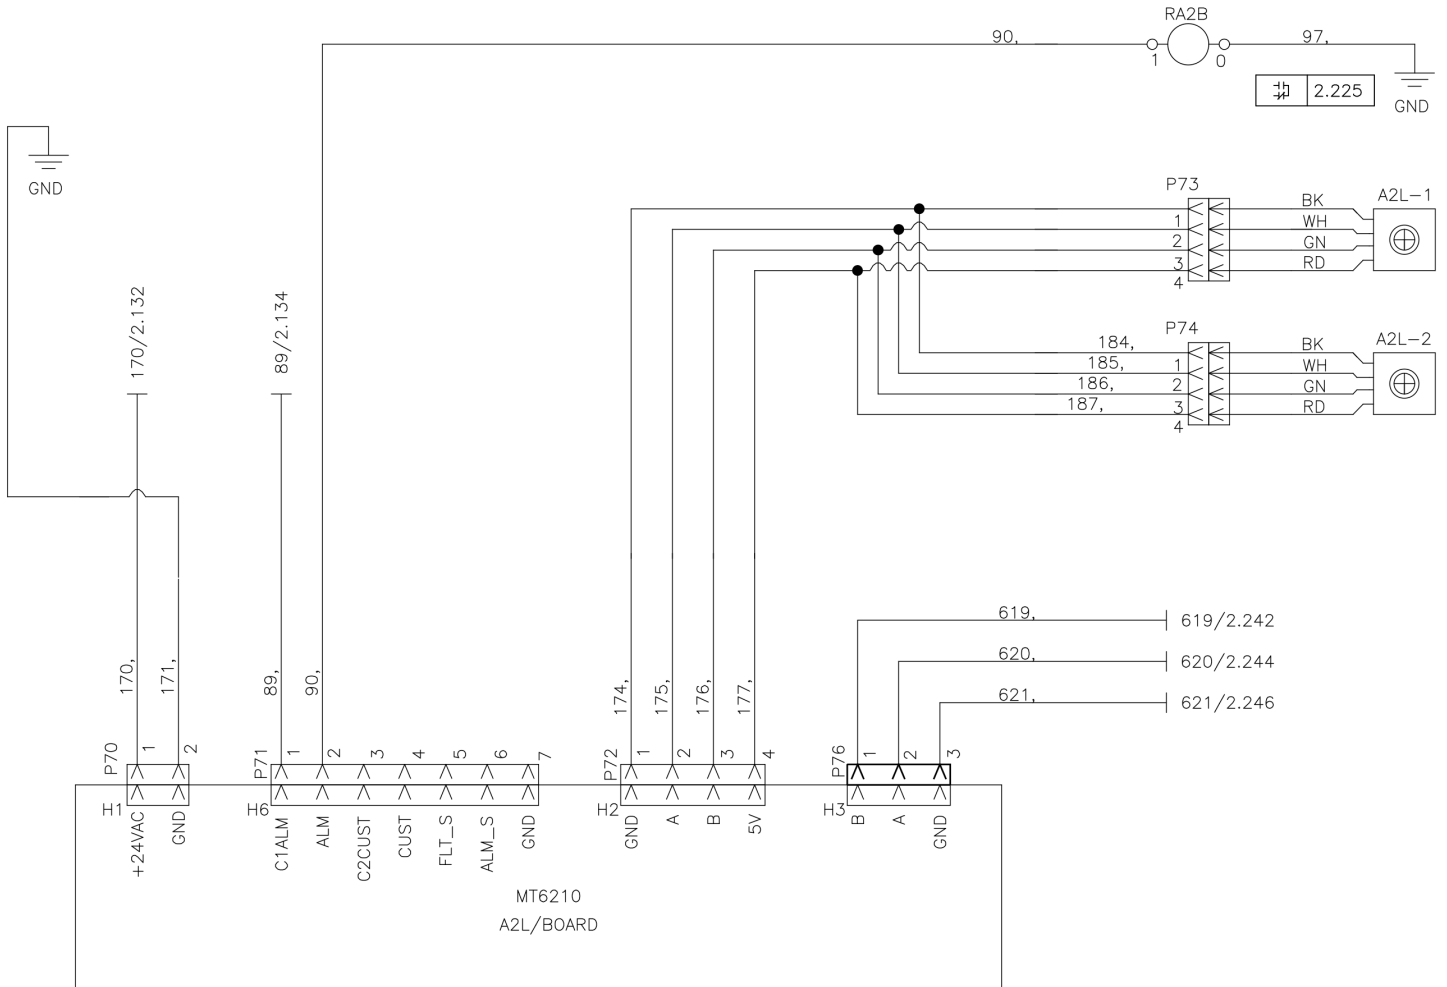 RA2B
90,
97,
1
0
2.225
GND
GND
P73
A2L-1
BK
1
WH
2
GN
3
RD
4
170/2.132
89/2.134
P74
A2L-2
184,
BK
185,
1
WH
186,
2
GN
187,
3
RD
4
619,
619/2.242
620,
620/2.244
621,
621/2.246
170,
171,
89,
90,
174,
175,
176,
177,
P70
1
2
P71
1
2
3
4
5
6
7
P72
1
2
3
4
P76
1
2
3
H1
H6
H2
H3
+24VAC
GND
C1ALM
ALM
C2CUST
CUST
FLT_S
ALM_S
GND
GND
A
B
5V
B
A
GND
MT6210
A2L/BOARD